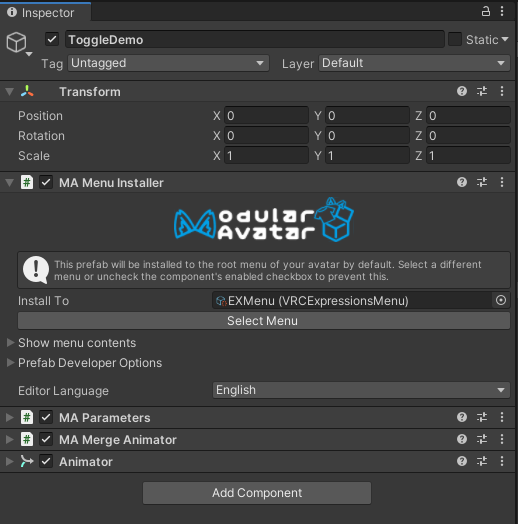 Inspector
ToggleDemo
Static
Tag Untagged Layer Default
Transform
Position X 0 Y 0 Z 0
Rotation X 0 Y 0 Z 0
Scale X 1 Y 1 Z 1
# MA Menu Installer
Modular
Avatar
This prefab will be installed to the root menu of your avatar by default. Select a different
menu or uncheck the component's enabled checkbox to prevent this.
Install To EXMenu (VRCExpressionsMenu)
Select Menu
Show menu contents
Prefab Developer Options
Editor Language English
# MA Parameters
# MA Merge Animator
Animator
Add Component